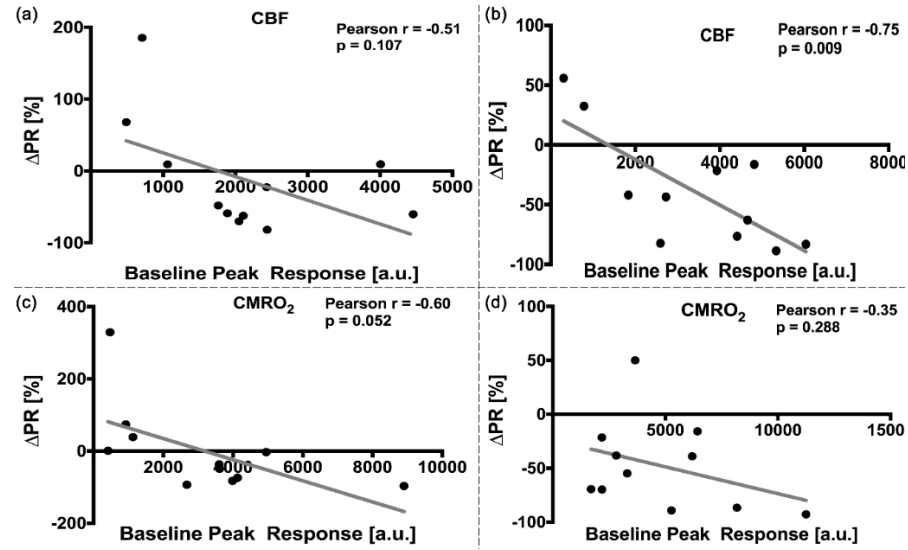 (a)
CBF
Pearson r = -0.51
p = 0.107
ΔPR [%]
200
100
0
-100
1000
2000
3000
4000
5000
Baseline Peak Response [a.u.]
(b)
CBF
Pearson r = -0.75
p = 0.009
ΔPR [%]
100
50
0
-50
-100
2000
4000
6000
8000
Baseline Peak Response [a.u.]
(c)
CMRO₂
Pearson r = -0.60
p = 0.052
ΔPR [%]
400
200
0
-200
2000
4000
6000
8000
10000
Baseline Peak Response [a.u.]
(d)
CMRO₂
Pearson r = -0.35
p = 0.288
ΔPR [%]
100
50
0
-50
-100
5000
10000
1500
Baseline Peak Response [a.u.]